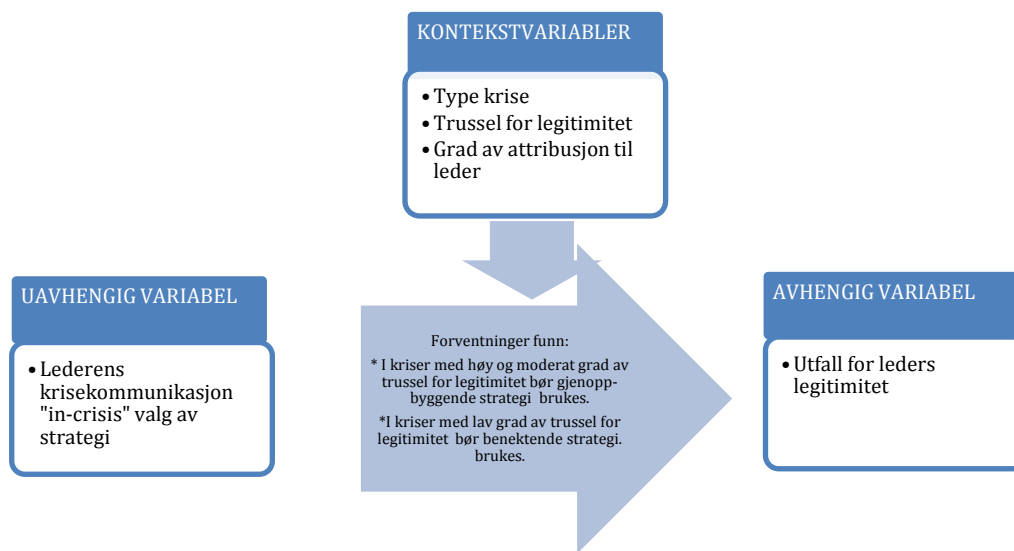 KONTEKSTVARIABLER
• Type krise
• Trussel for legitimitet
• Grad av attribusjon til
leder
UAVHENGIG VARIABEL
• Lederens
krisekommunikasjon
"in-crisis" valg av
strategi
Forventninger funn:
* I kriser med høy og moderat grad av
trussel for legitimitet bør gjenopp-
byggende strategi brukes.
*I kriser med lav grad av trussel for
legitimitet bør benektende strategi.
brukes.
AVHENGIG VARIABEL
• Utfall for leders
legitimitet